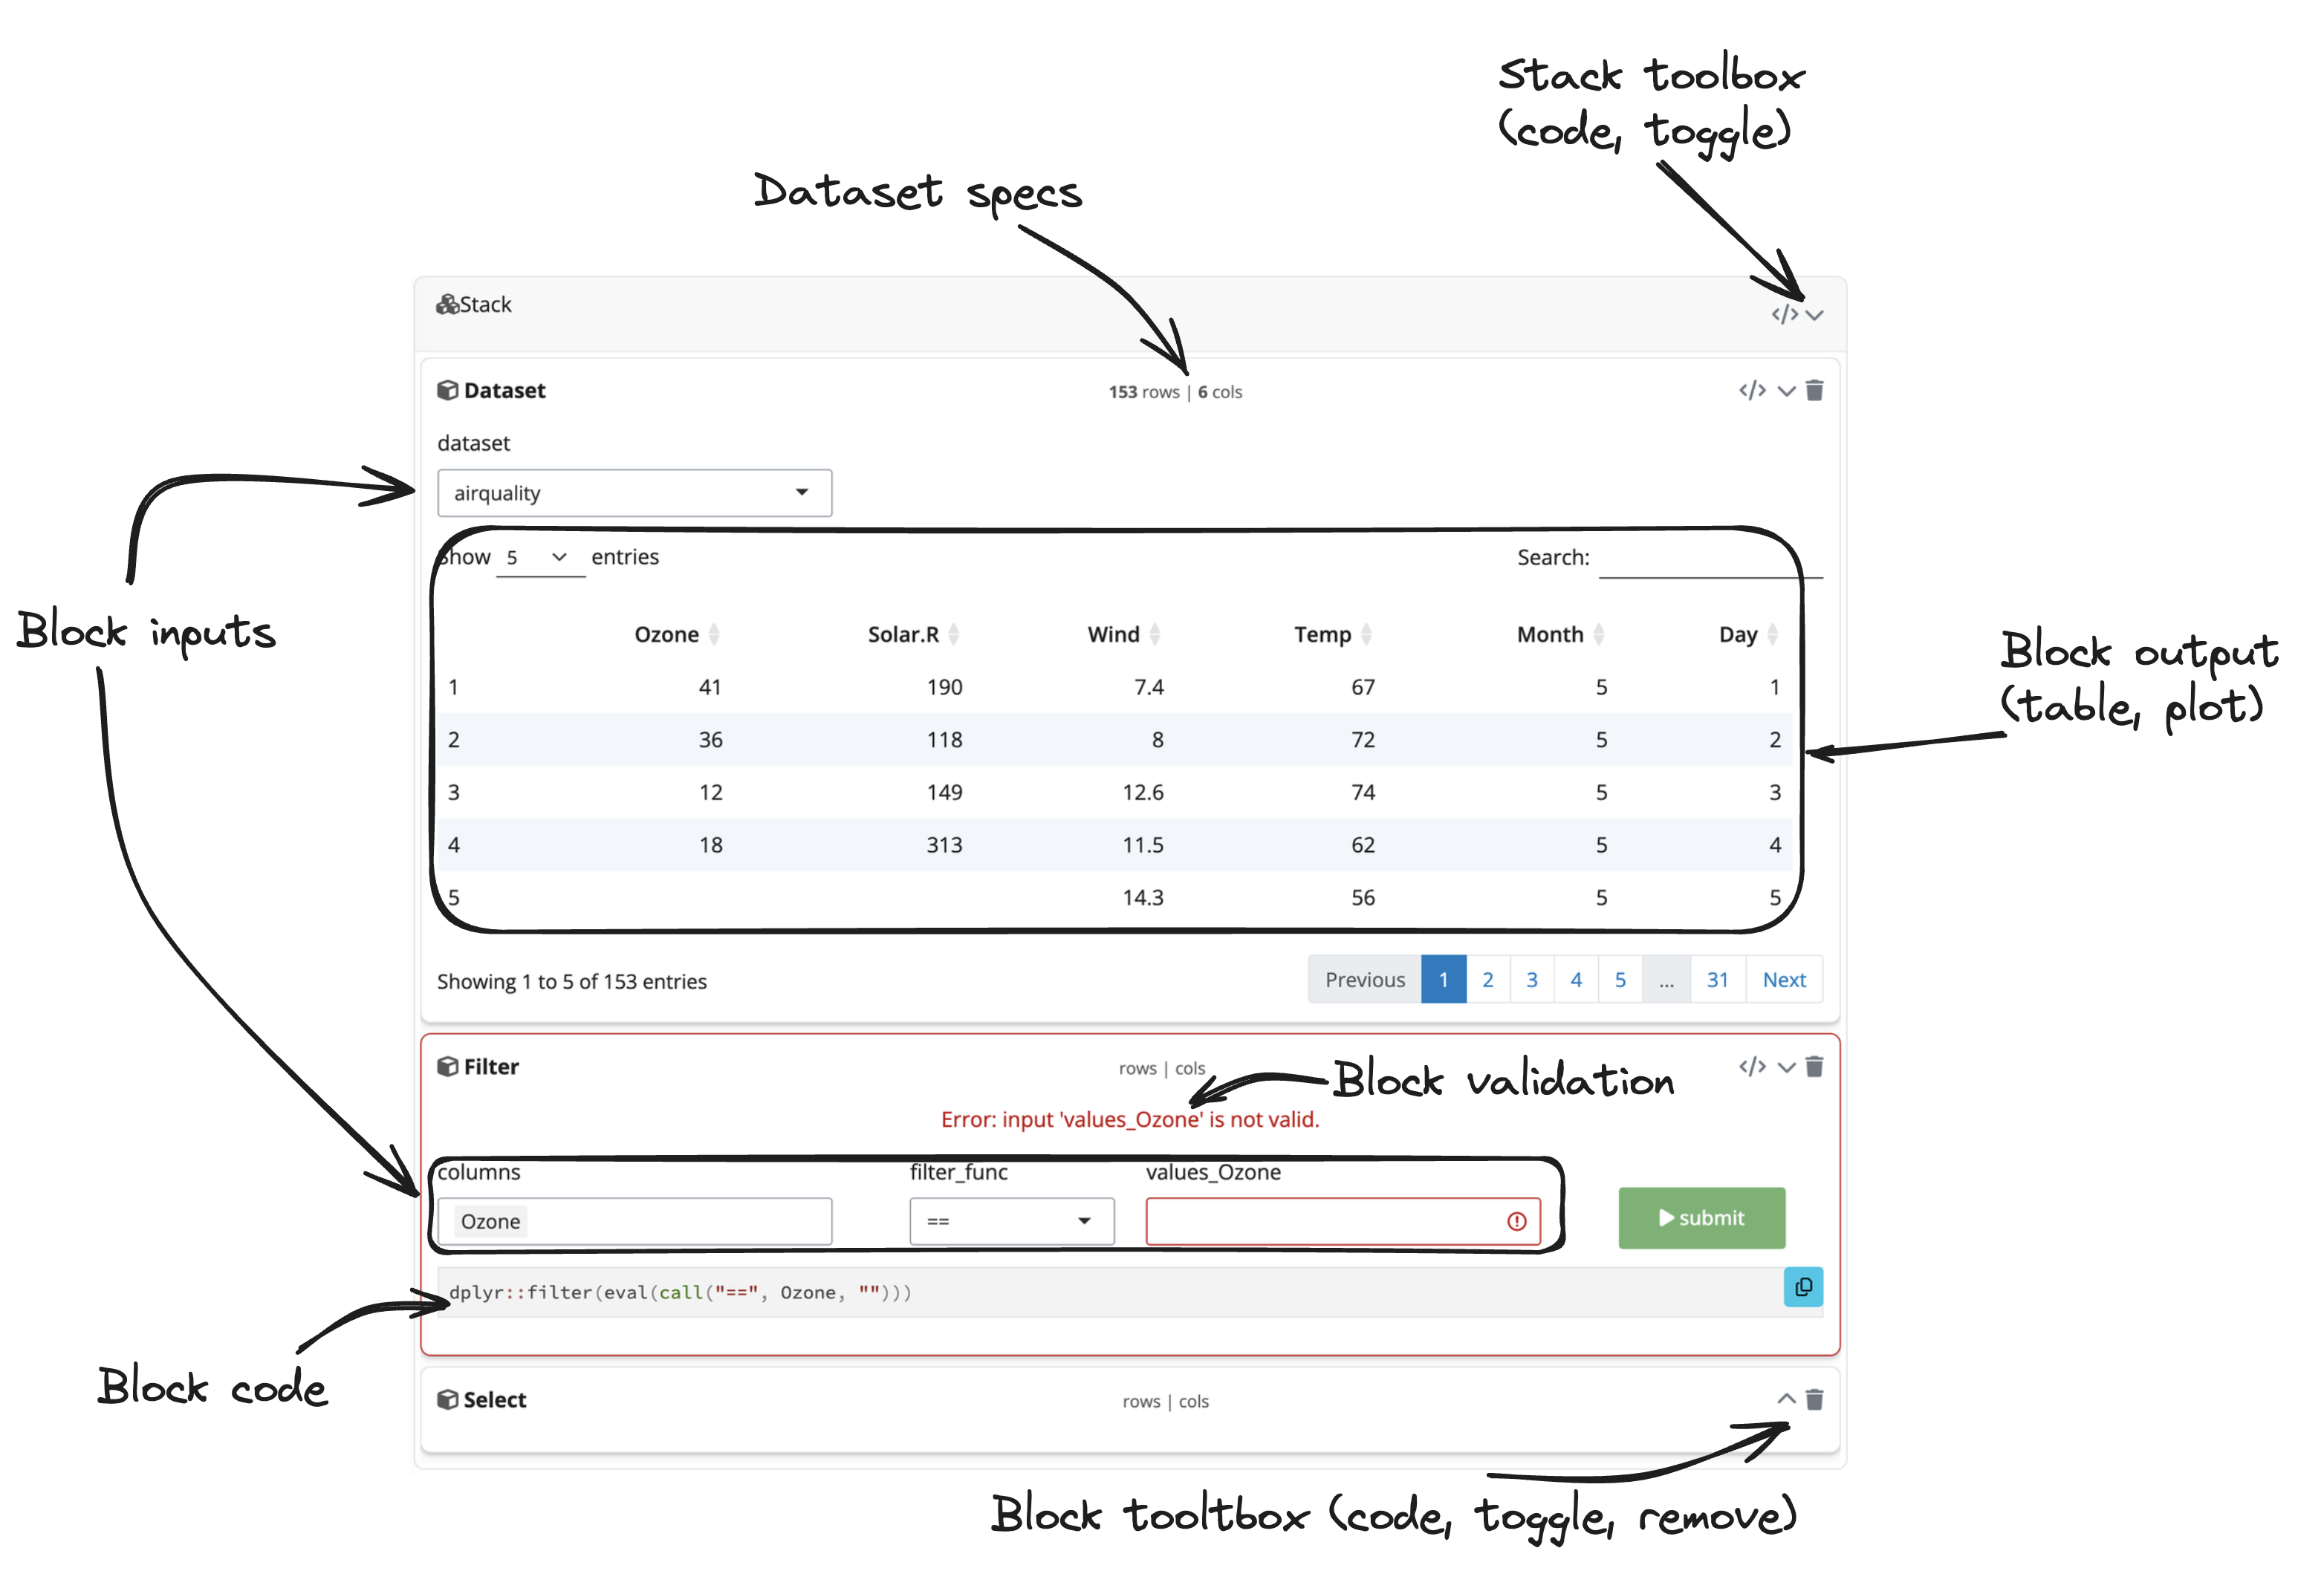 Stack toolbox
(code, toggle)
Dataset specs
Stack
</>
Dataset
153 rows | 6 cols
</>
dataset
airquality
Show 5 entries
Search:
Block inputs
Ozone Solar.R Wind Temp Month Day
1 41 190 7.4 67 5 1
2 36 118 8 72 5 2
3 12 149 12.6 74 5 3
4 18 313 11.5 62 5 4
5 14.3 56 5 5
Block output
(table, plot)
Showing 1 to 5 of 153 entries
Previous 1 2 3 4 5 ... 31 Next
Filter
rows | cols
</>
Block validation
Error: input 'values_Ozone' is not valid.
columns filter_func values_Ozone
Ozone == submit
dplyr::filter(eval(call("==", Ozone, "")))
Block code
Select
rows | cols
Block tooltbox (code, toggle, remove)